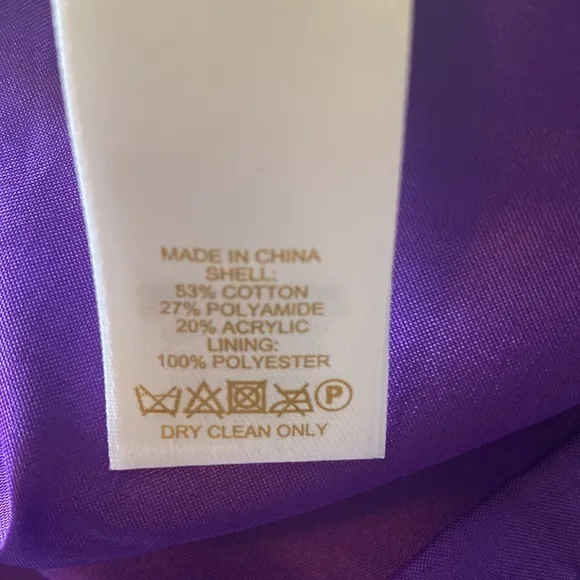 MADE IN CHINA
SHELL:
53% COTTON
27% POLYAMIDE
20% ACRYLIC
LINING:
100% POLYESTER
P
DRY CLEAN ONLY